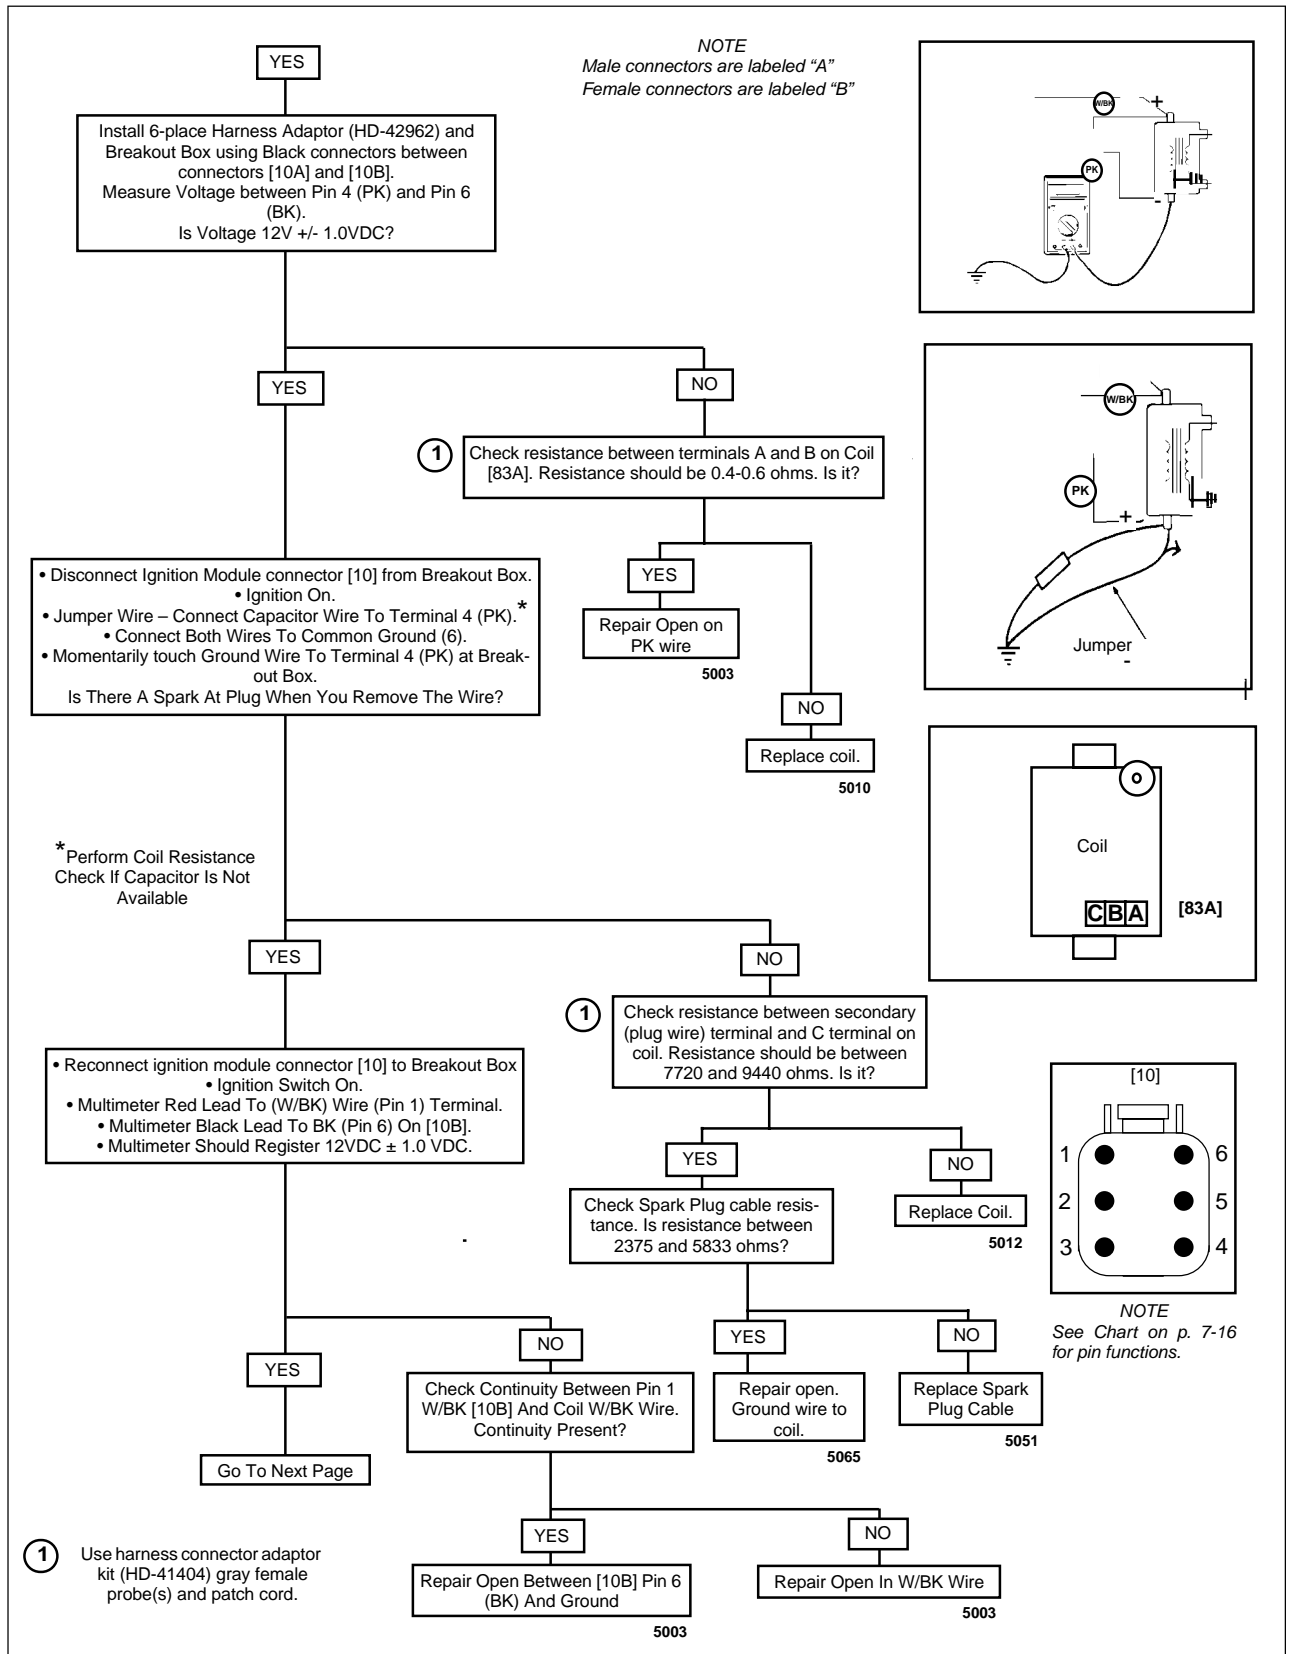 YES
NOTE
Male connectors are labeled “A”
Female connectors are labeled “B”
Install 6-place Harness Adaptor (HD-42962) and
Breakout Box using Black connectors between
connectors [10A] and [10B].
Measure Voltage between Pin 4 (PK) and Pin 6
(BK).
Is Voltage 12V +/- 1.0VDC?
W/BK
+
PK
-
YES
NO
1
Check resistance between terminals A and B on Coil
[83A]. Resistance should be 0.4-0.6 ohms. Is it?
W/BK
PK
+ -
Jumper
-
YES
Repair Open on
PK wire
5003
NO
Replace coil.
5010
• Disconnect Ignition Module connector [10] from Breakout Box.
• Ignition On.
• Jumper Wire – Connect Capacitor Wire To Terminal 4 (PK).*
• Connect Both Wires To Common Ground (6).
• Momentarily touch Ground Wire To Terminal 4 (PK) at Break-
out Box.
Is There A Spark At Plug When You Remove The Wire?
Coil
C B A
[83A]
*Perform Coil Resistance
Check If Capacitor Is Not
Available
YES
NO
1
Check resistance between secondary
(plug wire) terminal and C terminal on
coil. Resistance should be between
7720 and 9440 ohms. Is it?
• Reconnect ignition module connector [10] to Breakout Box
• Ignition Switch On.
• Multimeter Red Lead To (W/BK) Wire (Pin 1) Terminal.
• Multimeter Black Lead To BK (Pin 6) On [10B].
• Multimeter Should Register 12VDC ± 1.0 VDC.
[10]
1 6
2 5
3 4
NOTE
See Chart on p. 7-16
for pin functions.
YES
NO
Check Spark Plug cable resis-
tance. Is resistance between
2375 and 5833 ohms?
Replace Coil.
5012
YES
NO
Repair open.
Ground wire to
coil.
5065
Replace Spark
Plug Cable
5051
YES
NO
Check Continuity Between Pin 1
W/BK [10B] And Coil W/BK Wire.
Continuity Present?
Go To Next Page
YES
NO
Repair Open Between [10B] Pin 6
(BK) And Ground
5003
Repair Open In W/BK Wire
5003
1
Use harness connector adaptor
kit (HD-41404) gray female
probe(s) and patch cord.